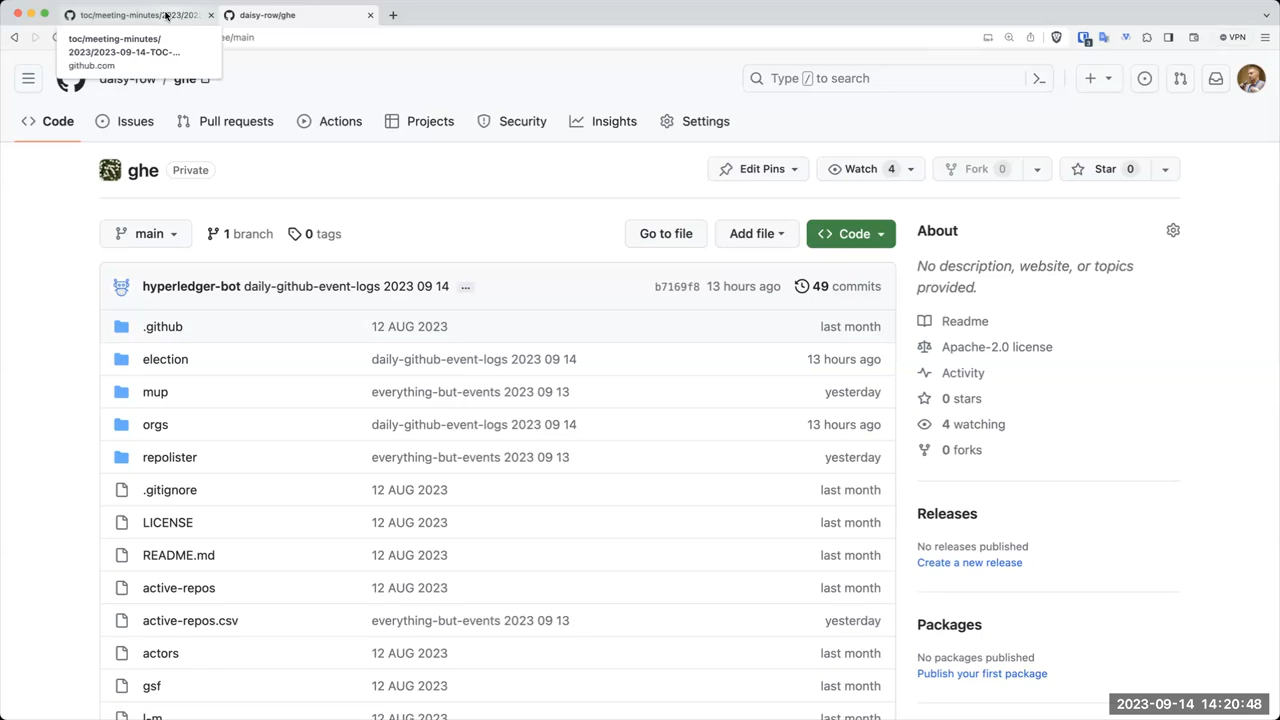 toc/meeting-minutes/2023/202
daisy-row/ghe
toc/meeting-minutes/
2023/2023-09-14-TOC-...
github.com
ee/main
VPN
daisy-row / ghe
Type / to search
Code
Issues
Pull requests
Actions
Projects
Security
Insights
Settings
ghe
Private
Edit Pins
Watch 4
Fork 0
Star 0
main
1 branch
0 tags
Go to file
Add file
Code
hyperledger-bot daily-github-event-logs 2023 09 14 ...
b7169f8 13 hours ago
49 commits
.github 12 AUG 2023 last month
election daily-github-event-logs 2023 09 14 13 hours ago
mup everything-but-events 2023 09 13 yesterday
orgs daily-github-event-logs 2023 09 14 13 hours ago
repolister everything-but-events 2023 09 13 yesterday
.gitignore 12 AUG 2023 last month
LICENSE 12 AUG 2023 last month
README.md 12 AUG 2023 last month
active-repos 12 AUG 2023 last month
active-repos.csv everything-but-events 2023 09 13 yesterday
actors 12 AUG 2023 last month
gsf 12 AUG 2023 last month
l-m 12 AUG 2023 last month
About
No description, website, or topics
provided.
Readme
Apache-2.0 license
Activity
0 stars
4 watching
0 forks
Releases
No releases published
Create a new release
Packages
No packages published
Publish your first package
2023-09-14 14:20:48